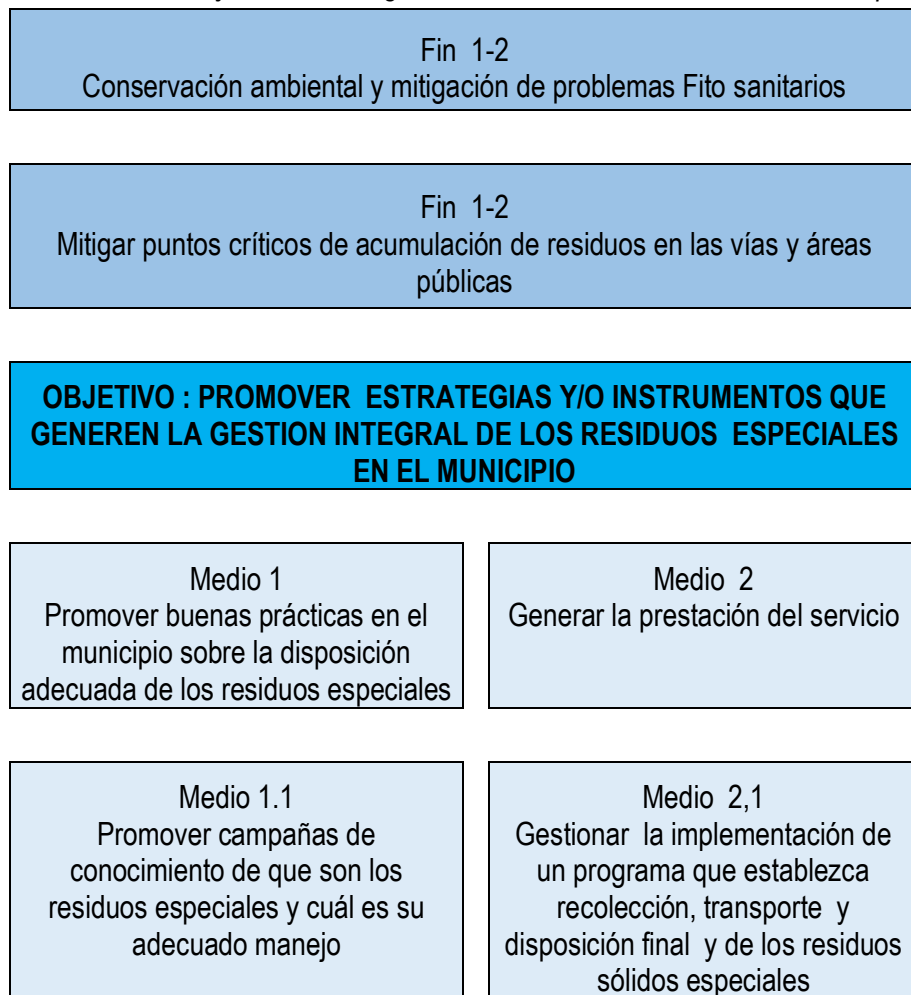 Fin 1-2
Conservación ambiental y mitigación de problemas Fito sanitarios
Fin 1-2
Mitigar puntos críticos de acumulación de residuos en las vías y áreas
públicas
OBJETIVO : PROMOVER ESTRATEGIAS Y/O INSTRUMENTOS QUE
GENEREN LA GESTION INTEGRAL DE LOS RESIDUOS ESPECIALES
EN EL MUNICIPIO
Medio 1
Promover buenas prácticas en el
municipio sobre la disposición
adecuada de los residuos especiales
Medio 2
Generar la prestación del servicio
Medio 1.1
Promover campañas de
conocimiento de que son los
residuos especiales y cuál es su
adecuado manejo
Medio 2,1
Gestionar la implementación de
un programa que establezca
recolección, transporte y
disposición final y de los residuos
sólidos especiales